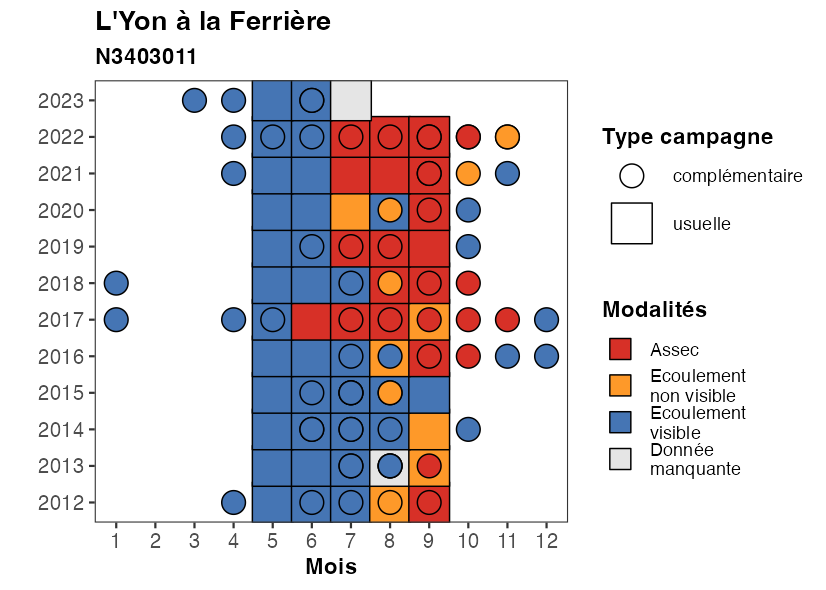 L'Yon à la Ferrière
N3403011
2023
2022
2021
2020
2019
2018
2017
2016
2015
2014
2013
2012
1 2 3 4 5 6 7 8 9 10 11 12
Mois
Type campagne
complémentaire
usuelle
Modalités
Assec
Ecoulement
non visible
Ecoulement
visible
Donnée
manquante